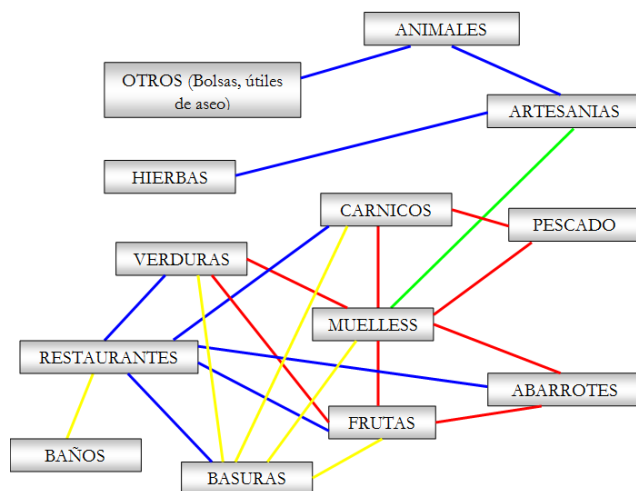 ANIMALES
OTROS (Bolsas, útiles
de aseo)
ARTESANIAS
HIERBAS
CARNICOS
PESCADO
VERDURAS
MUELLESS
RESTAURANTES
ABARROTES
FRUTAS
BAÑOS
BASURAS